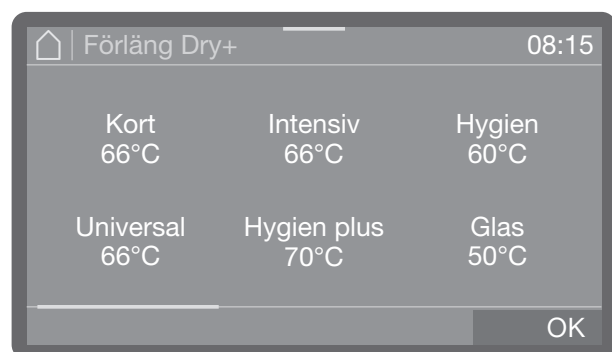 Förläng Dry+ 08:15
Kort Intensiv Hygien
66°C 66°C 60°C
Universal Hygien plus Glas
66°C 70°C 50°C
OK